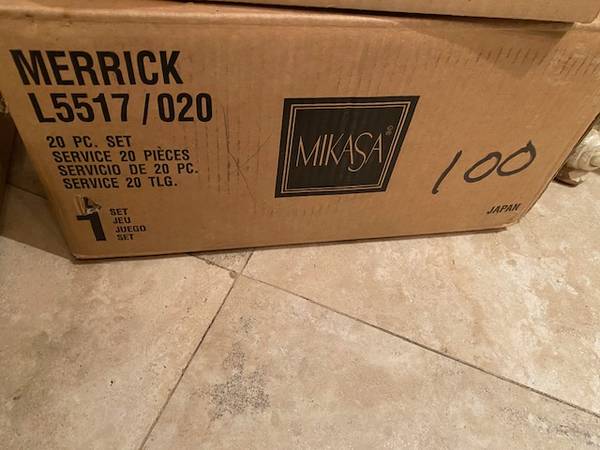 MERRICK
L5517/020
20 PC. SET
SERVICE 20 PIÈCES
SERVICIO DE 20 PC.
SERVICE 20 TLG.
1
SET
JEU
JUEGO
SET
MIKASA®
100
JAPAN